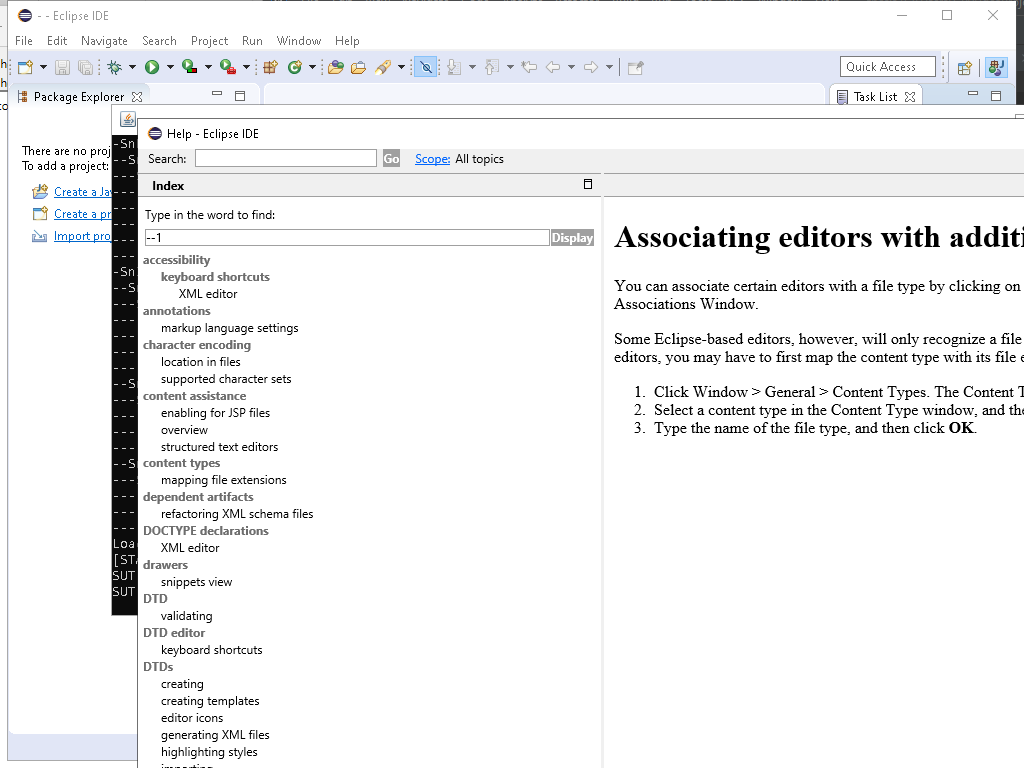 - - Eclipse IDE
File Edit Navigate Search Project Run Window Help
Quick Access
Package Explorer
Task List
There are no proj
To add a project:
Create a Ja
Create a pr
Import pro
Help - Eclipse IDE
Search: Go Scope: All topics
Index
Type in the word to find:
--1 Display
accessibility
keyboard shortcuts
XML editor
annotations
markup language settings
character encoding
location in files
supported character sets
content assistance
enabling for JSP files
overview
structured text editors
content types
mapping file extensions
dependent artifacts
refactoring XML schema files
DOCTYPE declarations
XML editor
drawers
snippets view
DTD
validating
DTD editor
keyboard shortcuts
DTDs
creating
creating templates
editor icons
generating XML files
highlighting styles
importing
Associating editors with additi
You can associate certain editors with a file type by clicking on
Associations Window.
Some Eclipse-based editors, however, will only recognize a file
editors, you may have to first map the content type with its file e
1. Click Window > General > Content Types. The Content T
2. Select a content type in the Content Type window, and the
3. Type the name of the file type, and then click OK.
Loa
[STA
SUT
SUT